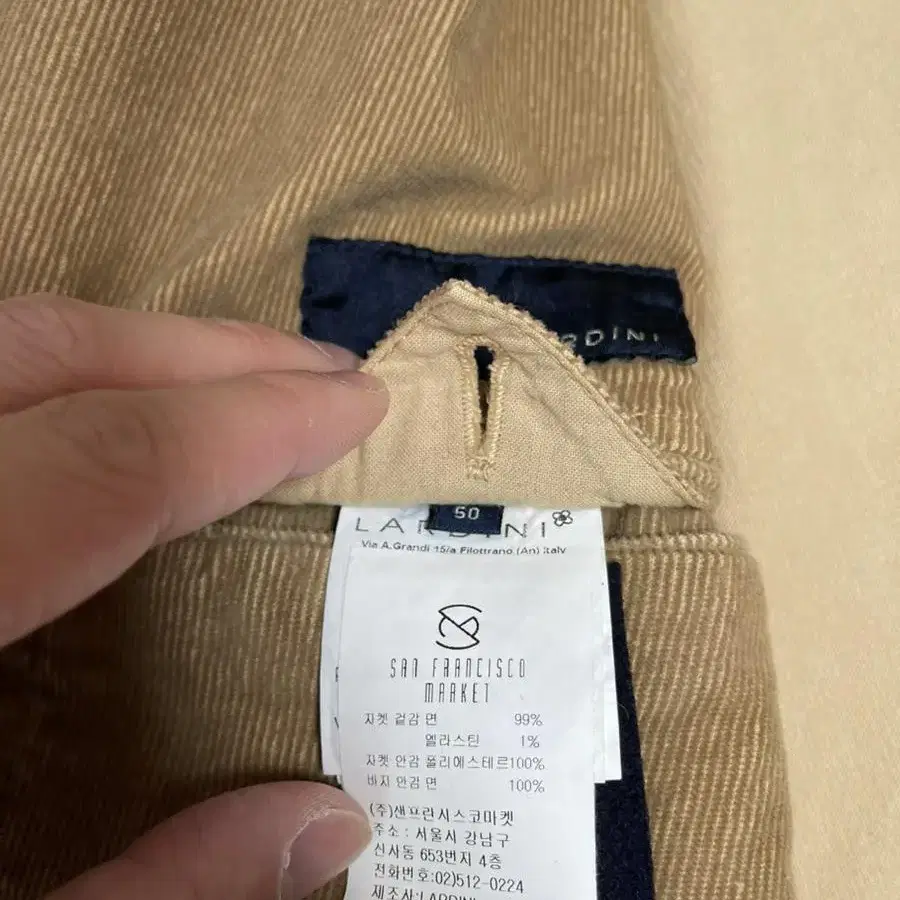 RDINI
50
LARDINI
Via A.Grandi 15/a Filottrano (An) Italy
SAN FRANCISCO
MARKET
자켓 겉감 면 99%
엘라스틴 1%
자켓 안감 폴리에스테르100%
바지 안감 면 100%
(주)샌프란시스코마켓
주소 : 서울시 강남구
신사동 653번지 4층
전화번호:02)512-0224
제조사:LARDINI